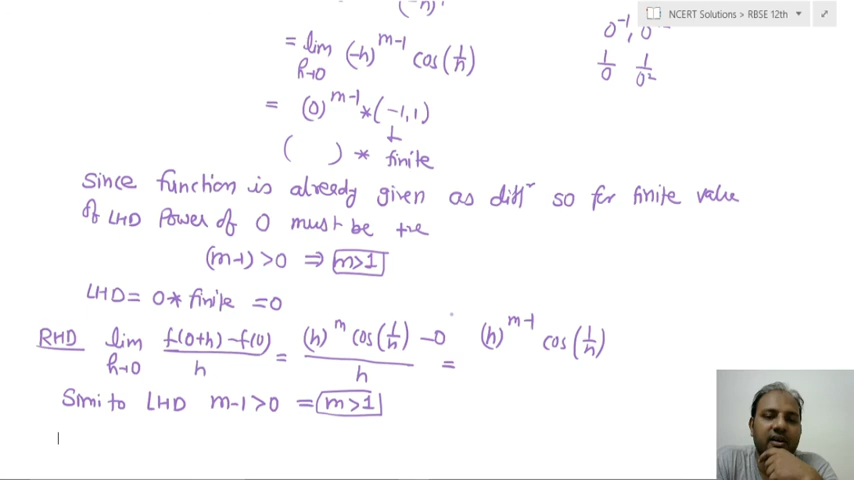 NCERT Solutions > RBSE 12th
(-h)
= lim h→0 (-h)^{m-1} cos(1/h)
0^{-1}, 0
1/0 1/0²
= (0)^{m-1} * (-1, 1)
( ) * finite
Since function is already given as diffⁿ so for finite value
of LHD Power of 0 must be +ve
(m-1) > 0 ⇒ m>1
LHD = 0 * finite = 0
RHD lim h→0 (f(0+h) - f(0))/h = ((h)^m cos(1/h) - 0)/h = (h)^{m-1} cos(1/h)
Simi to LHD m-1>0 = m>1